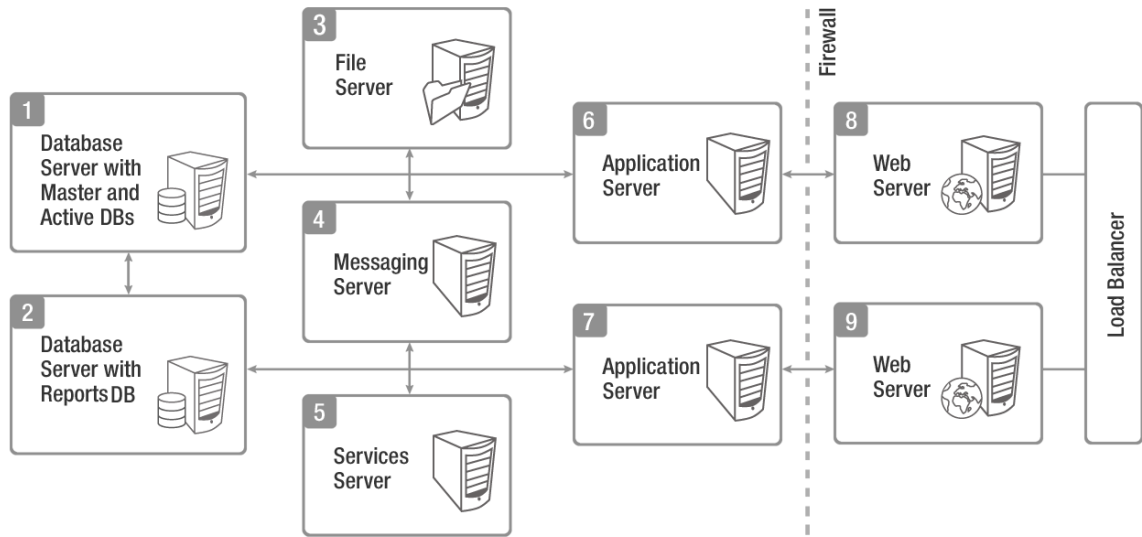 1
Database
Server with
Master and
Active DBs
2
Database
Server with
Reports DB
3
File
Server
4
Messaging
Server
5
Services
Server
6
Application
Server
7
Application
Server
Firewall
8
Web
Server
9
Web
Server
Load Balancer